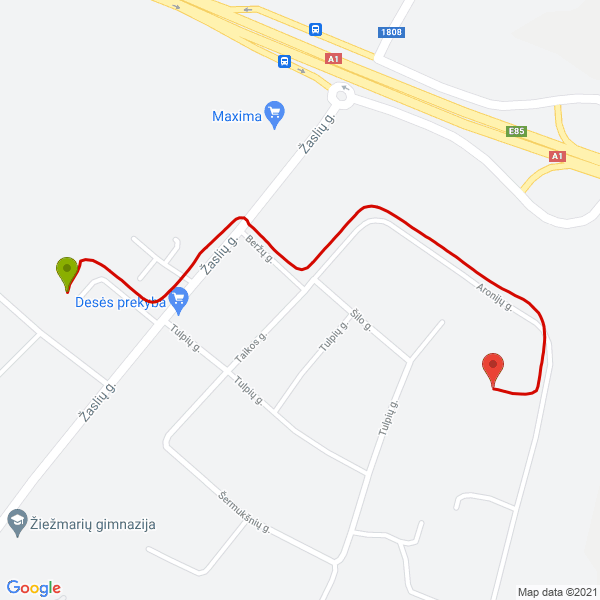 1808
A1
Maxima
Žaslių g.
E85
A1
Beržų g.
Žaslių g.
Aronijų g.
Desės prekyba
Šilo g.
Tulpių g.
Taikos g.
Tulpių g.
Tulpių g.
Žaslių g.
Tulpių g.
Šermukšnių g.
Žiežmarių gimnazija
Google
Map data ©2021